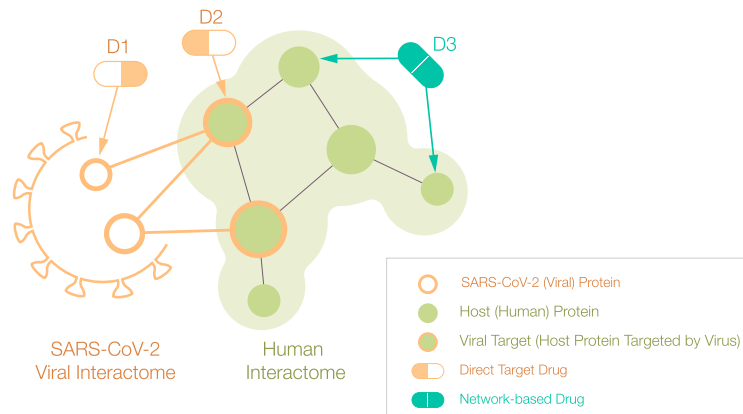 D1
D2
D3
SARS-CoV-2
Viral Interactome
Human
Interactome
SARS-CoV-2 (Viral) Protein
Host (Human) Protein
Viral Target (Host Protein Targeted by Virus)
Direct Target Drug
Network-based Drug